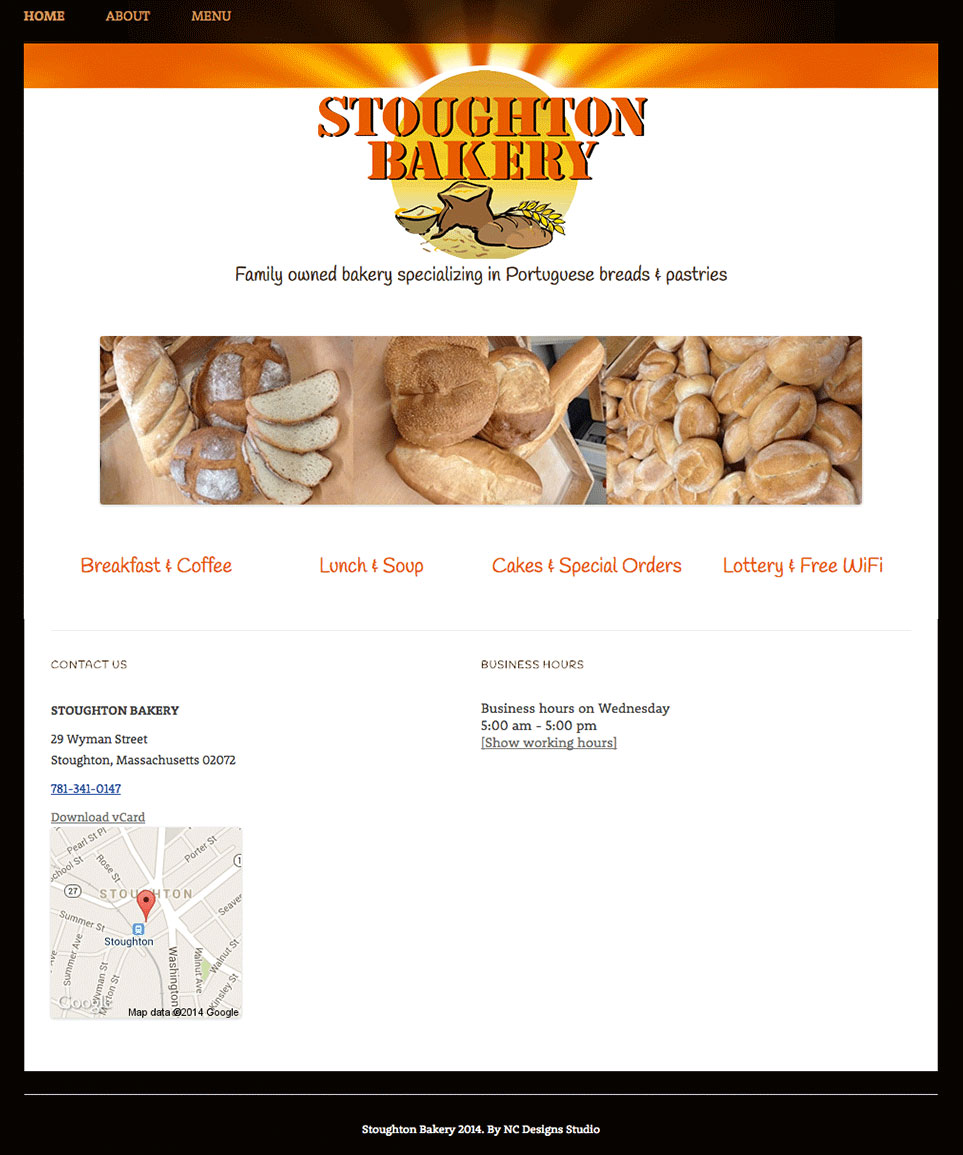 HOME ABOUT MENU
STOUGHTON
BAKERY
Family owned bakery specializing in Portuguese breads & pastries
Breakfast & Coffee Lunch & Soup Cakes & Special Orders Lottery & Free WiFi
CONTACT US
STOUGHTON BAKERY
29 Wyman Street
Stoughton, Massachusetts 02072
781-341-0147
Download vCard
Pearl St Pl
Porter St
School St
Rose St
27
STOUGHTON
Seaver
Summer St
Stoughton
Summer Ave
Wyman St
Morton St
Washington
Walnut Ave
Walnut St
Kinsley St
Google
Map data ©2014 Google
BUSINESS HOURS
Business hours on Wednesday
5:00 am - 5:00 pm
[Show working hours]
Stoughton Bakery 2014. By NC Designs Studio